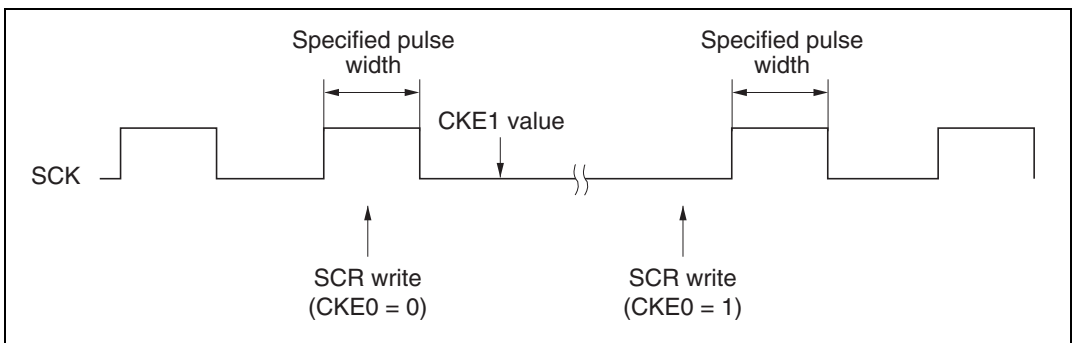 Specified pulse
width
Specified pulse
width
CKE1 value
SCK
SCR write
(CKE0 = 0)
SCR write
(CKE0 = 1)